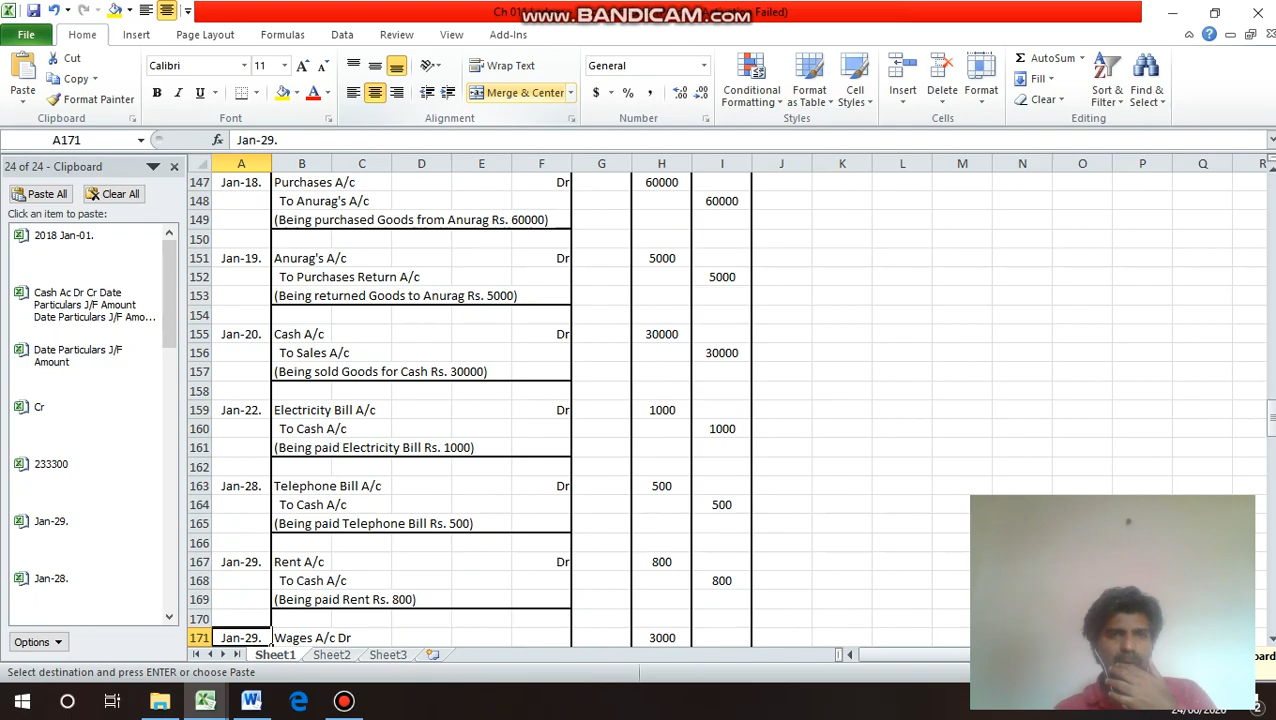 www.BANDICAM.com
Ch 01
Failed)
File Home Insert Page Layout Formulas Data Review View Add-Ins
Paste
Cut
Copy
Format Painter
Clipboard
Calibri 11
B I U
Font
Wrap Text
Merge & Center
Alignment
General
$ % ,
Number
Conditional Formatting
Format as Table
Cell Styles
Styles
Insert Delete Format
Cells
AutoSum
Fill
Clear
Sort & Filter
Find & Select
Editing
A171 fx Jan-29.
24 of 24 - Clipboard
Paste All Clear All
Click an item to paste:
2018 Jan-01.
Cash Ac Dr Cr Date
Particulars J/F Amount
Date Particulars J/F Amo...
Date Particulars J/F
Amount
Cr
233300
Jan-29.
Jan-28.
Options
A B C D E F G H I J K L M N O P Q R
147 Jan-18. Purchases A/c Dr 60000
148 To Anurag's A/c 60000
149 (Being purchased Goods from Anurag Rs. 60000)
150
151 Jan-19. Anurag's A/c Dr 5000
152 To Purchases Return A/c 5000
153 (Being returned Goods to Anurag Rs. 5000)
154
155 Jan-20. Cash A/c Dr 30000
156 To Sales A/c 30000
157 (Being sold Goods for Cash Rs. 30000)
158
159 Jan-22. Electricity Bill A/c Dr 1000
160 To Cash A/c 1000
161 (Being paid Electricity Bill Rs. 1000)
162
163 Jan-28. Telephone Bill A/c Dr 500
164 To Cash A/c 500
165 (Being paid Telephone Bill Rs. 500)
166
167 Jan-29. Rent A/c Dr 800
168 To Cash A/c 800
169 (Being paid Rent Rs. 800)
170
171 Jan-29. Wages A/c Dr 3000
Sheet1 Sheet2 Sheet3
Select destination and press ENTER or choose Paste